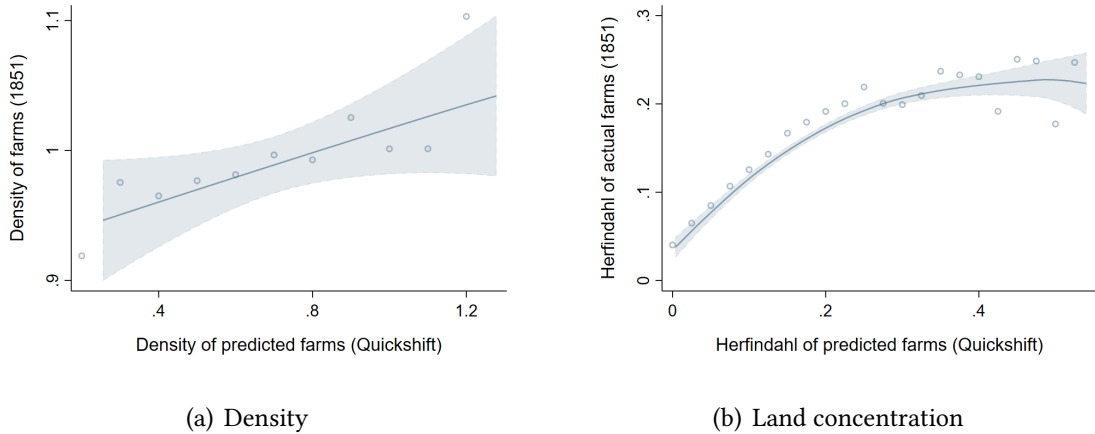 1.1
1
.9
Density of farms (1851)
.4 .8 1.2
Density of predicted farms (Quickshift)
(a) Density
.3
.2
.1
0
Herfindahl of actual farms (1851)
0 .2 .4
Herfindahl of predicted farms (Quickshift)
(b) Land concentration